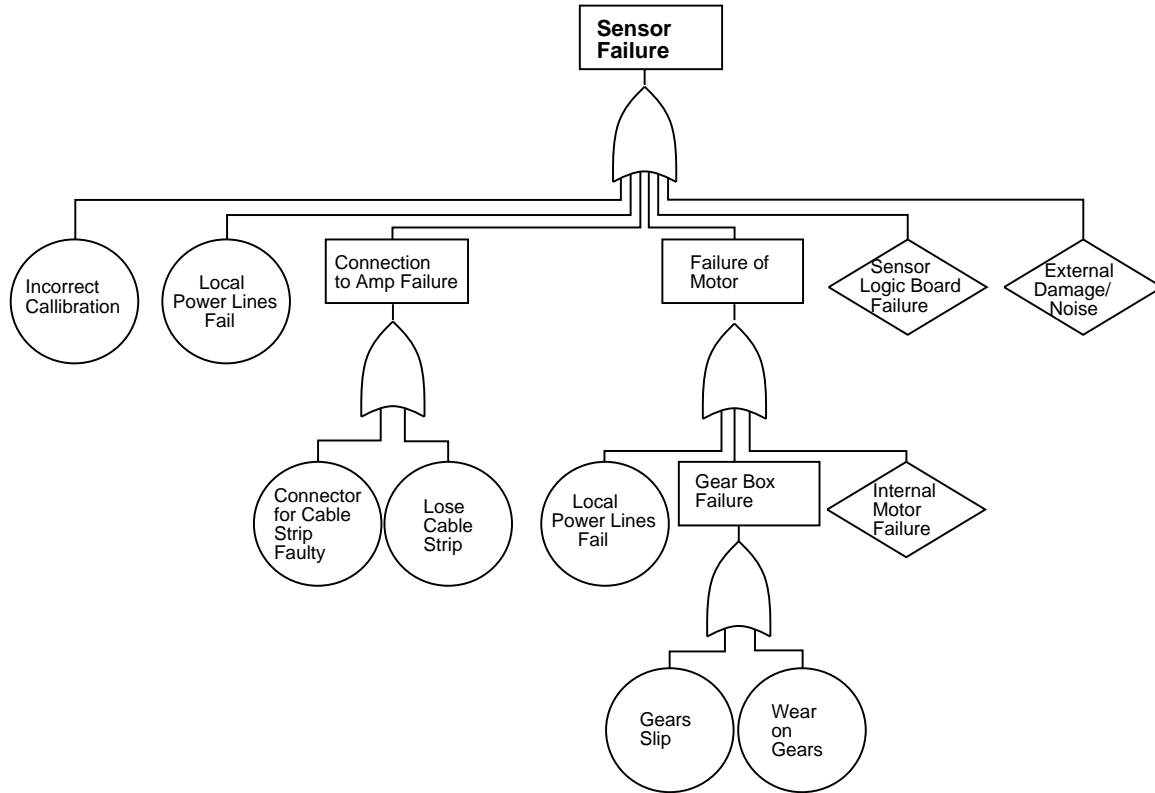 Sensor
Failure
Incorrect
Callibration
Local
Power Lines
Fail
Connection
to Amp Failure
Failure of
Motor
Sensor
Logic Board
Failure
External
Damage/
Noise
Connector
for Cable
Strip
Faulty
Lose
Cable
Strip
Local
Power Lines
Fail
Gear Box
Failure
Internal
Motor
Failure
Gears
Slip
Wear
on
Gears